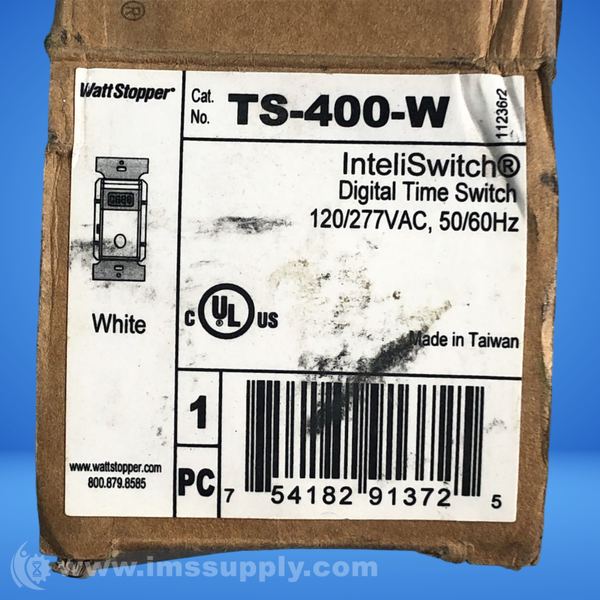 ®
WattStopper®
Cat. No. TS-400-W
11236r2
InteliSwitch®
Digital Time Switch
120/277VAC, 50/60Hz
White
C UL US
Made in Taiwan
1
PC
www.wattstopper.com
800.879.8585
7 54182 91372 5
www.imssupply.com